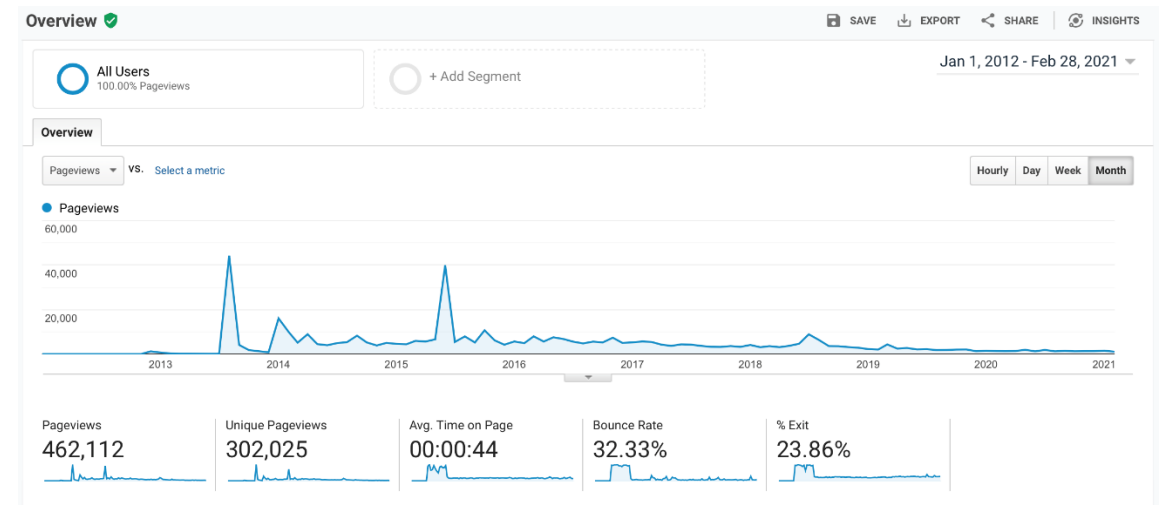 Overview
SAVE EXPORT SHARE INSIGHTS
All Users
100.00% Pageviews
+ Add Segment
Jan 1, 2012 - Feb 28, 2021
Overview
Pageviews VS. Select a metric
Hourly Day Week Month
Pageviews
60,000
40,000
20,000
2013 2014 2015 2016 2017 2018 2019 2020 2021
Pageviews
462,112
Unique Pageviews
302,025
Avg. Time on Page
00:00:44
Bounce Rate
32.33%
% Exit
23.86%